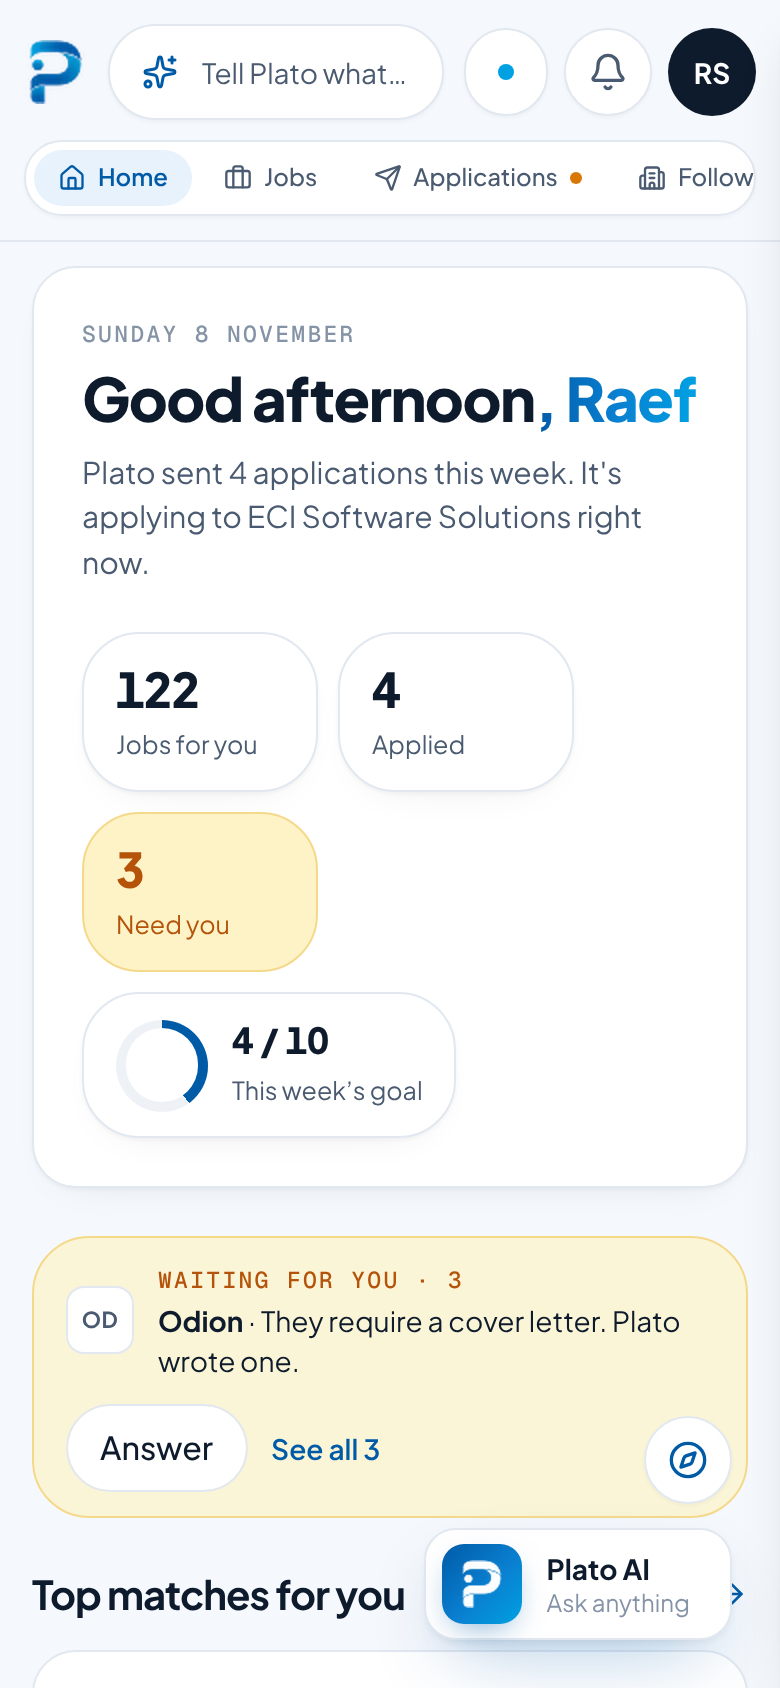 Tell Plato what...
RS
Home
Jobs
Applications
Follow
SUNDAY 8 NOVEMBER
Good afternoon, Raef
Plato sent 4 applications this week. It's
applying to ECI Software Solutions right
now.
122
Jobs for you
4
Applied
3
Need you
4 / 10
This week’s goal
WAITING FOR YOU · 3
OD
Odion · They require a cover letter. Plato
wrote one.
Answer
See all 3
Top matches for you
Plato AI
Ask anything